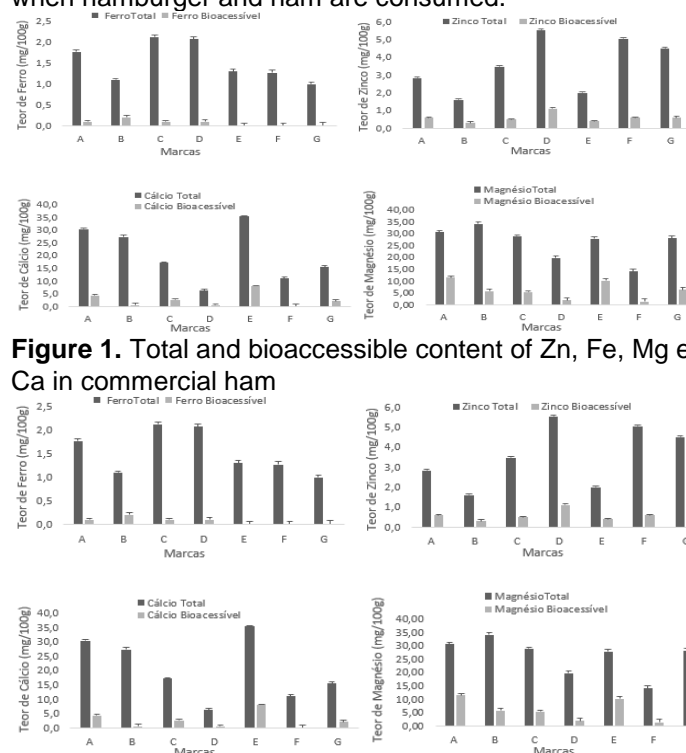 when hamburger and ham are consumed.
Ferro Total Ferro Bioacessível
Teor de Ferro (mg/100g)
2,5
2,0
1,5
1,0
0,5
0,0
A B C D E F G
Marcas
Zinco Total Zinco Bioacessível
Teor de Zinco (mg/100g)
6,0
5,0
4,0
3,0
2,0
1,0
0,0
A B C D E F G
Marcas
Cálcio Total
Cálcio Bioacessível
Teor de Cálcio (mg/100g)
40,0
35,0
30,0
25,0
20,0
15,0
10,0
5,0
0,0
A B C D E F G
Marcas
MagnésioTotal
Magnésio Bioacessível
Teor de Magnésio (mg/100g)
40,00
35,00
30,00
25,00
20,00
15,00
10,00
5,00
0,00
A B C D E F G
Marcas
Figure 1. Total and bioaccessible content of Zn, Fe, Mg e
Ca in commercial ham
FerroTotal Ferro Bioacessível
Teor de Ferro (mg/100g)
2,5
2,0
1,5
1,0
0,5
0,0
A B C D E F G
Marcas
Zinco Total Zinco Bioacessível
Teor de Zinco (mg/100g)
6,0
5,0
4,0
3,0
2,0
1,0
0,0
A B C D E F G
Marcas
Cálcio Total
Cálcio Bioacessível
Teor de Cálcio (mg/100g)
40,0
35,0
30,0
25,0
20,0
15,0
10,0
5,0
0,0
A B C D E F G
Marcas
MagnésioTotal
Magnésio Bioacessível
Teor de Magnésio (mg/100g)
40,00
35,00
30,00
25,00
20,00
15,00
10,00
5,00
0,00
A B C D E F
Marcas